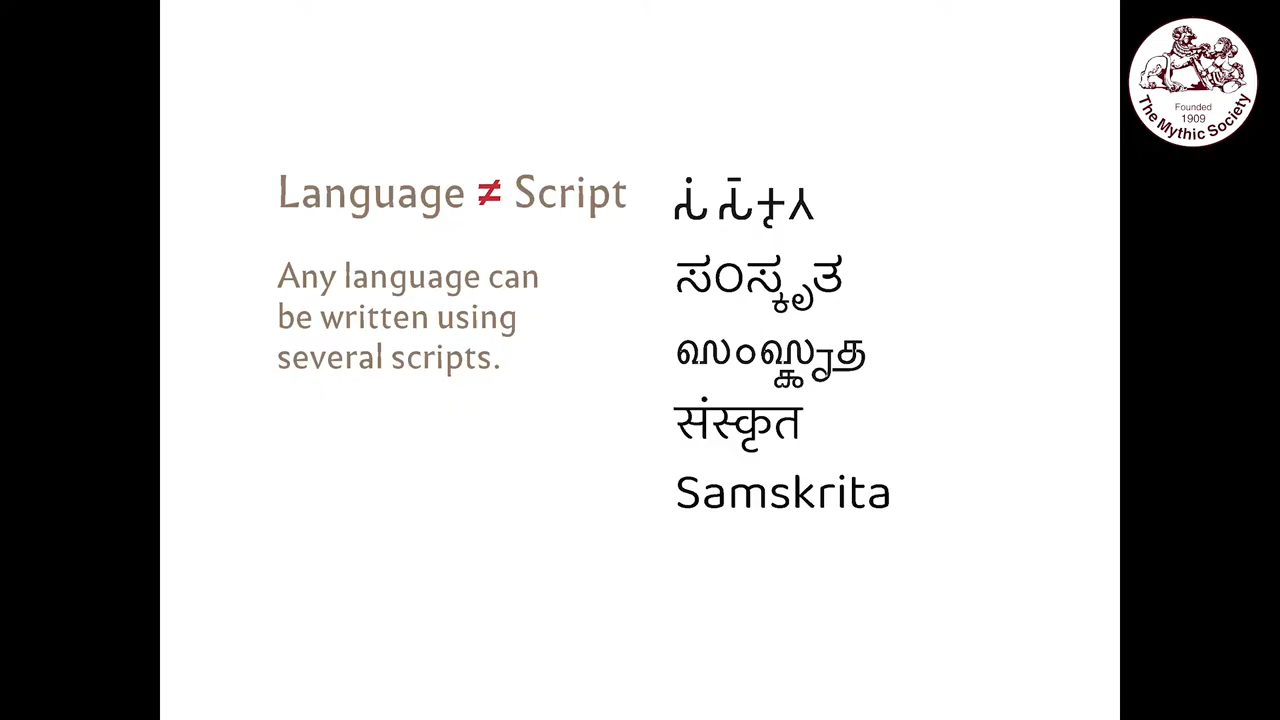 Language ≠ Script
Any language can
be written using
several scripts.
𑀲𑀁𑀲𑁆𑀓𑀾𑀢
ಸಂಸ್ಕೃತ
𑌸𑌂𑌸𑍍𑌕𑍃𑌤
संस्कृत
Samskrita
Founded
1909
The Mythic Society